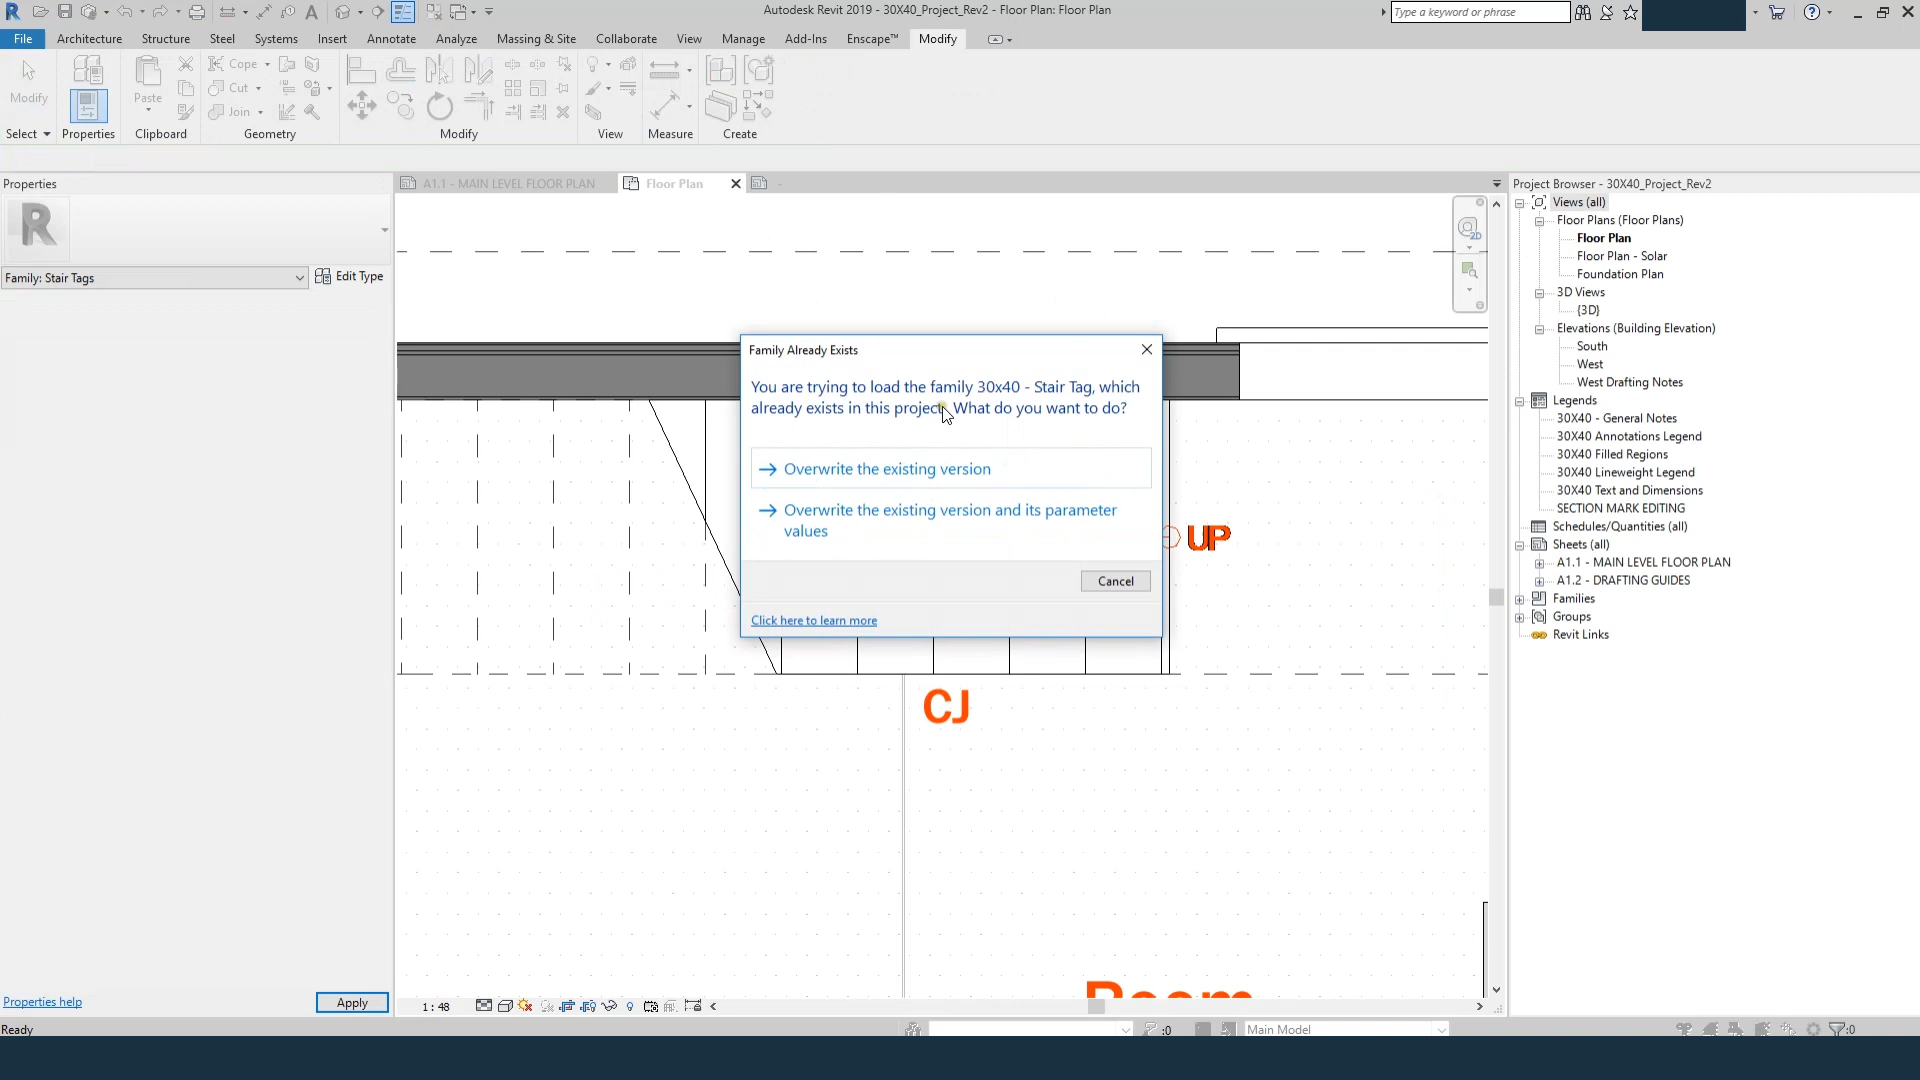 Autodesk Revit 2019 - 30X40_Project_Rev2 - Floor Plan: Floor Plan
Type a keyword or phrase
File Architecture Structure Steel Systems Insert Annotate Analyze Massing & Site Collaborate View Manage Add-Ins Enscape™ Modify
Modify
Paste
Cope
Cut
Join
Select Properties Clipboard Geometry Modify View Measure Create
Properties
Family: Stair Tags
Edit Type
Properties help
Apply
A1.1 - MAIN LEVEL FLOOR PLAN
Floor Plan
-
2D
Family Already Exists
You are trying to load the family 30x40 - Stair Tag, which
already exists in this project. What do you want to do?
Overwrite the existing version
Overwrite the existing version and its parameter
values
Cancel
Click here to learn more
UP
CJ
Room
Project Browser - 30X40_Project_Rev2
Views (all)
Floor Plans (Floor Plans)
Floor Plan
Floor Plan - Solar
Foundation Plan
3D Views
{3D}
Elevations (Building Elevation)
South
West
West Drafting Notes
Legends
30X40 - General Notes
30X40 Annotations Legend
30X40 Filled Regions
30X40 Lineweight Legend
30X40 Text and Dimensions
SECTION MARK EDITING
Schedules/Quantities (all)
Sheets (all)
A1.1 - MAIN LEVEL FLOOR PLAN
A1.2 - DRAFTING GUIDES
Families
Groups
Revit Links
1 : 48
Ready
:0
Main Model
:0